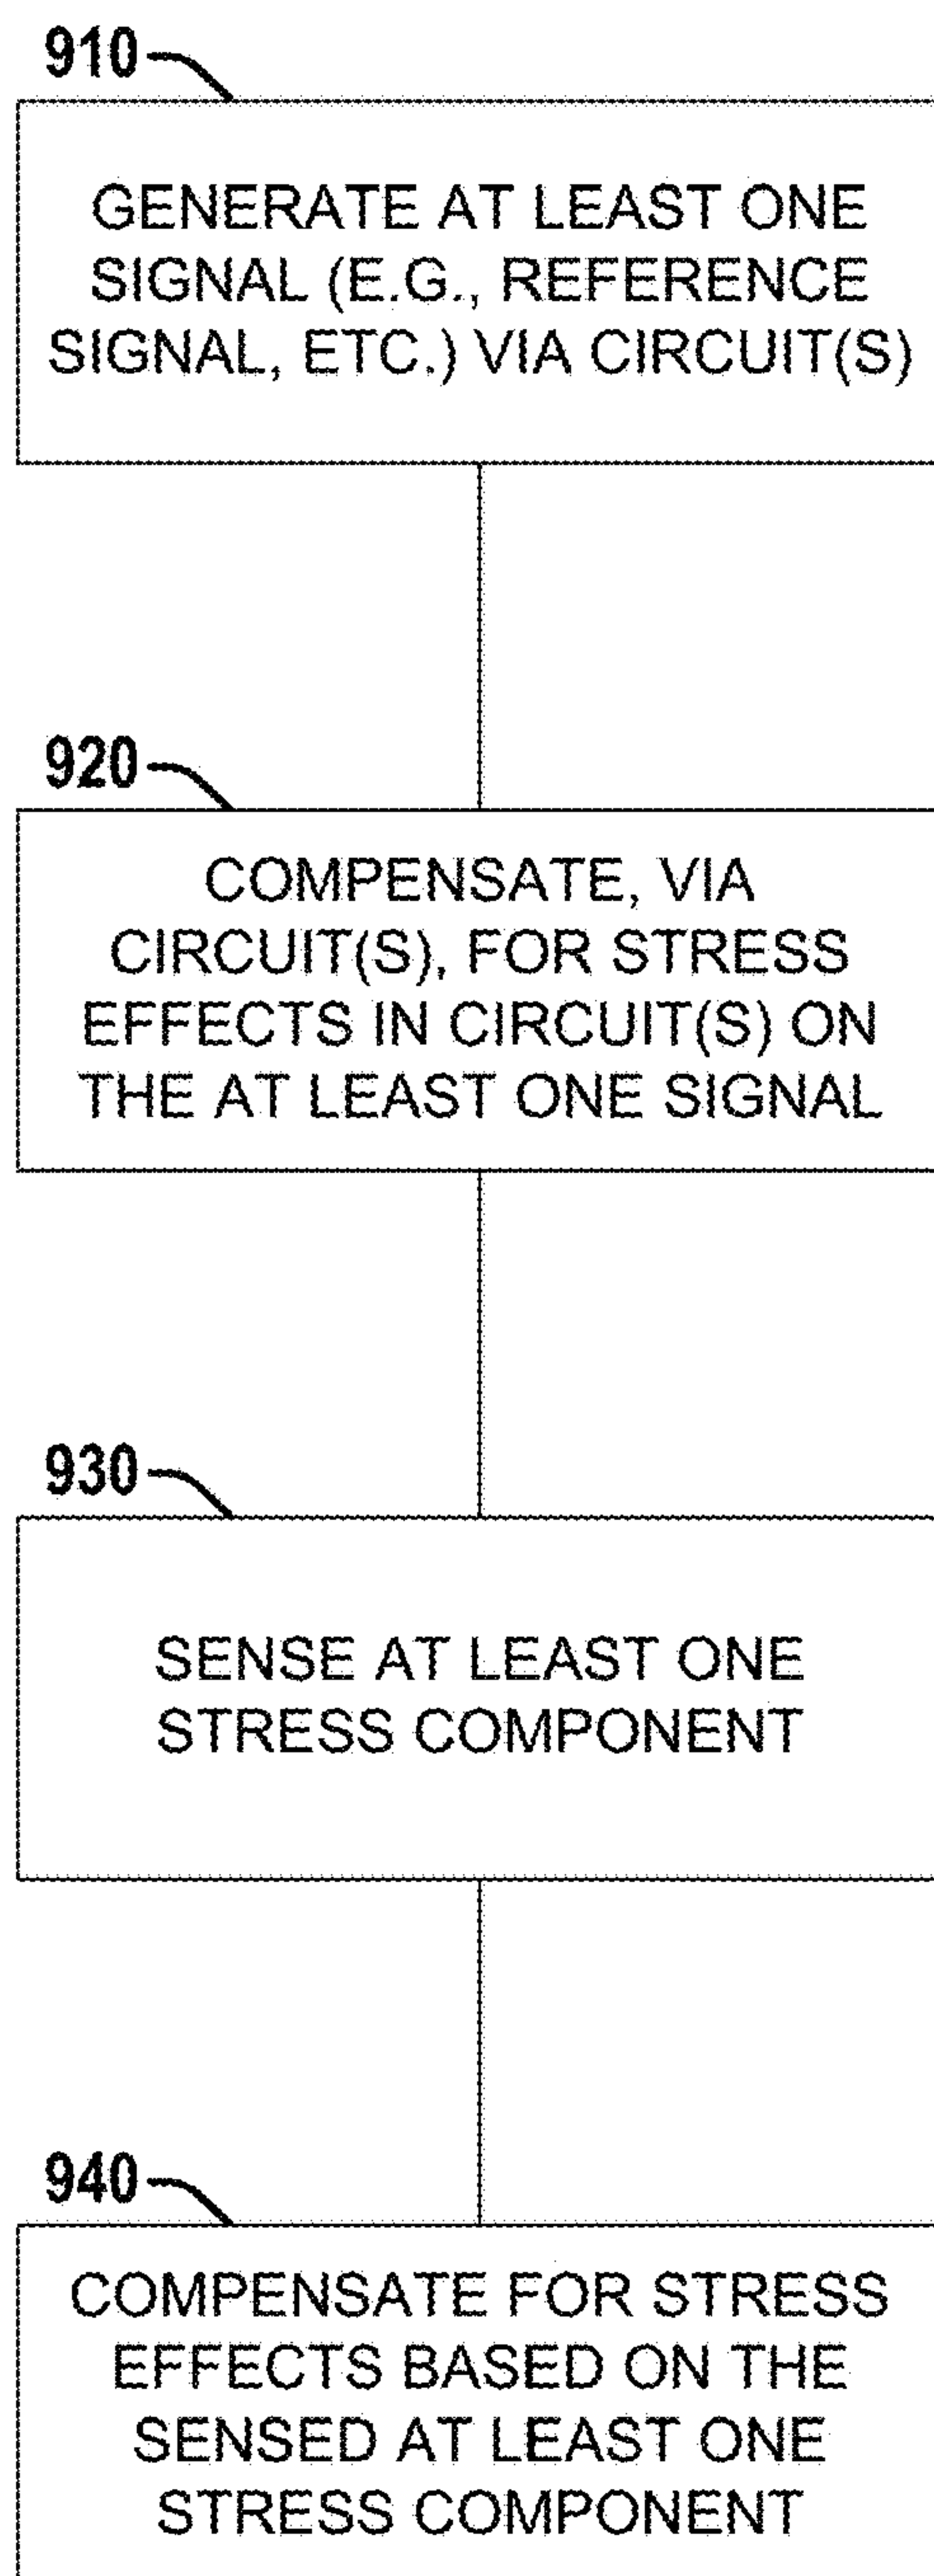 910
GENERATE AT LEAST ONE
SIGNAL (E.G., REFERENCE
SIGNAL, ETC.) VIA CIRCUIT(S)
920
COMPENSATE, VIA
CIRCUIT(S), FOR STRESS
EFFECTS IN CIRCUIT(S) ON
THE AT LEAST ONE SIGNAL
930
SENSE AT LEAST ONE
STRESS COMPONENT
940
COMPENSATE FOR STRESS
EFFECTS BASED ON THE
SENSED AT LEAST ONE
STRESS COMPONENT